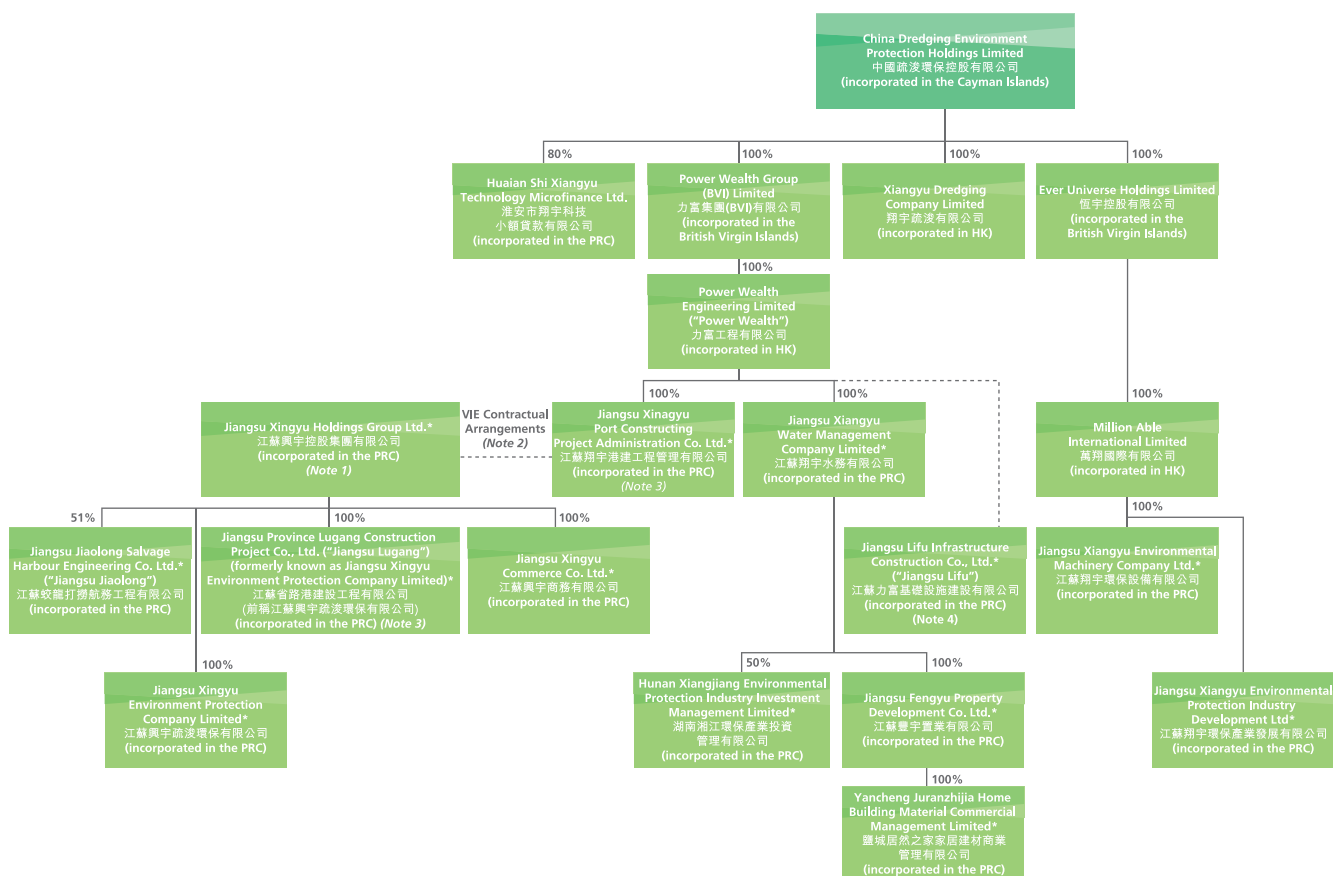 China Dredging Environment
Protection Holdings Limited
中國疏浚環保控股有限公司
(incorporated in the Cayman Islands)
80%
100%
100%
100%
Huaian Shi Xiangyu
Technology Microfinance Ltd.
淮安市翔宇科技
小額貸款有限公司
(incorporated in the PRC)
Power Wealth Group
(BVI) Limited
力富集團(BVI)有限公司
(incorporated in the
British Virgin Islands)
Xiangyu Dredging
Company Limited
翔宇疏浚有限公司
(incorporated in HK)
Ever Universe Holdings Limited
恆宇控股有限公司
(incorporated in the
British Virgin Islands)
100%
Power Wealth
Engineering Limited
("Power Wealth")
力富工程有限公司
(incorporated in HK)
100%
100%
100%
Jiangsu Xingyu Holdings Group Ltd.*
江蘇興宇控股集團有限公司
(incorporated in the PRC)
(Note 1)
VIE Contractual
Arrangements
(Note 2)
Jiangsu Xinagyu
Port Constructing
Project Administration Co. Ltd.*
江蘇翔宇港建工程管理有限公司
(incorporated in the PRC)
(Note 3)
Jiangsu Xiangyu
Water Management
Company Limited*
江蘇翔宇水務有限公司
(incorporated in the PRC)
Million Able
International Limited
萬翔國際有限公司
(incorporated in HK)
51%
100%
100%
100%
Jiangsu Jiaolong Salvage
Harbour Engineering Co. Ltd.*
("Jiangsu Jiaolong")
江蘇蛟龍打撈航務工程有限公司
(incorporated in the PRC)
Jiangsu Province Lugang Construction
Project Co., Ltd. ("Jiangsu Lugang")
(formerly known as Jiangsu Xingyu
Environment Protection Company Limited)*
江蘇省路港建設工程有限公司
(前稱江蘇興宇疏浚環保有限公司)
(incorporated in the PRC) (Note 3)
Jiangsu Xingyu
Commerce Co. Ltd.*
江蘇興宇商務有限公司
(incorporated in the PRC)
Jiangsu Lifu Infrastructure
Construction Co., Ltd.*
("Jiangsu Lifu")
江蘇力富基礎設施建設有限公司
(incorporated in the PRC)
(Note 4)
Jiangsu Xiangyu Environmental
Machinery Company Ltd.*
江蘇翔宇環保設備有限公司
(incorporated in the PRC)
100%
50%
100%
100%
Jiangsu Xingyu
Environment Protection
Company Limited*
江蘇興宇疏浚環保有限公司
(incorporated in the PRC)
Hunan Xiangjiang Environmental
Protection Industry Investment
Management Limited*
湖南湘江環保產業投資
管理有限公司
(incorporated in the PRC)
Jiangsu Fengyu Property
Development Co. Ltd.*
江蘇豐宇置業有限公司
(incorporated in the PRC)
Jiangsu Xiangyu Environmental
Protection Industry
Development Ltd*
江蘇翔宇環保產業發展有限公司
(incorporated in the PRC)
100%
Yancheng Juranzhijia Home
Building Material Commercial
Management Limited*
鹽城居然之家家居建材商業
管理有限公司
(incorporated in the PRC)